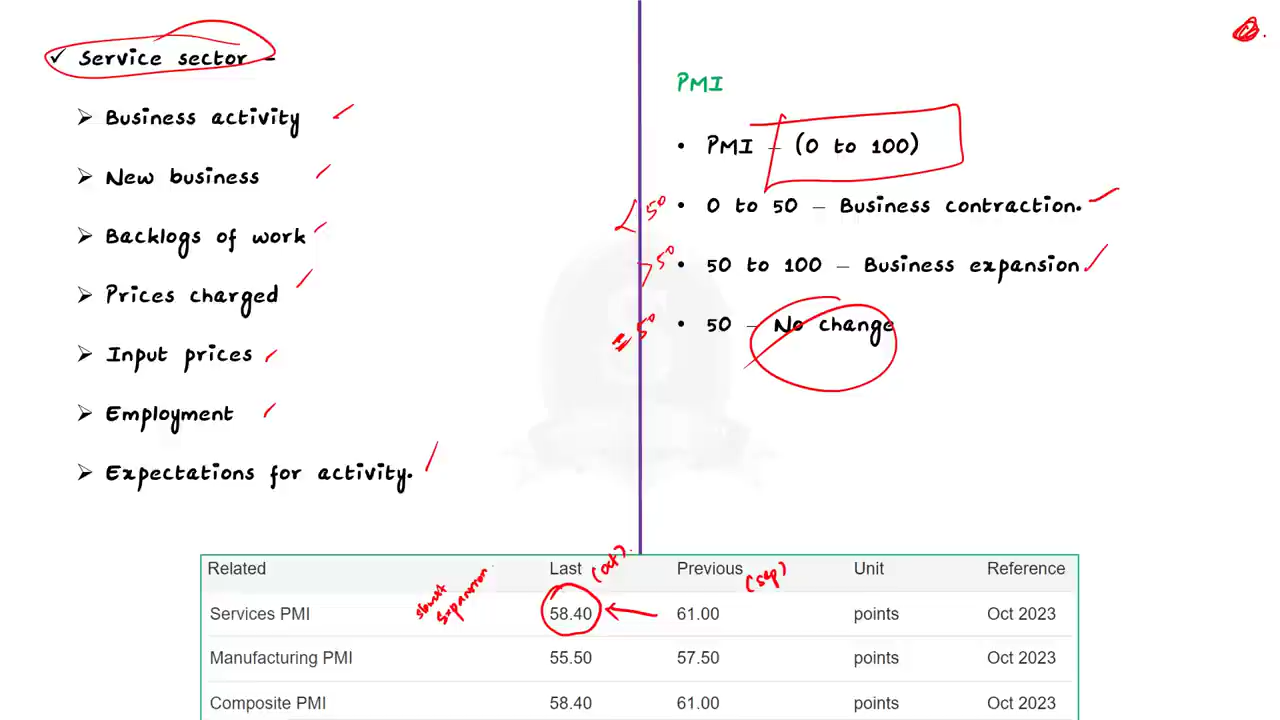 ✓ Service sector –
➢ Business activity
➢ New business
➢ Backlogs of work
➢ Prices charged
➢ Input prices
➢ Employment
➢ Expectations for activity.
PMI
• PMI – (0 to 100)
< 50
• 0 to 50 – Business contraction.
> 50
• 50 to 100 – Business expansion
= 50
• 50 – No change
Related Last (oct). Previous (sep) Unit Reference
Services PMI expansion 58.40 61.00 points Oct 2023
Manufacturing PMI 55.50 57.50 points Oct 2023
Composite PMI 58.40 61.00 points Oct 2023